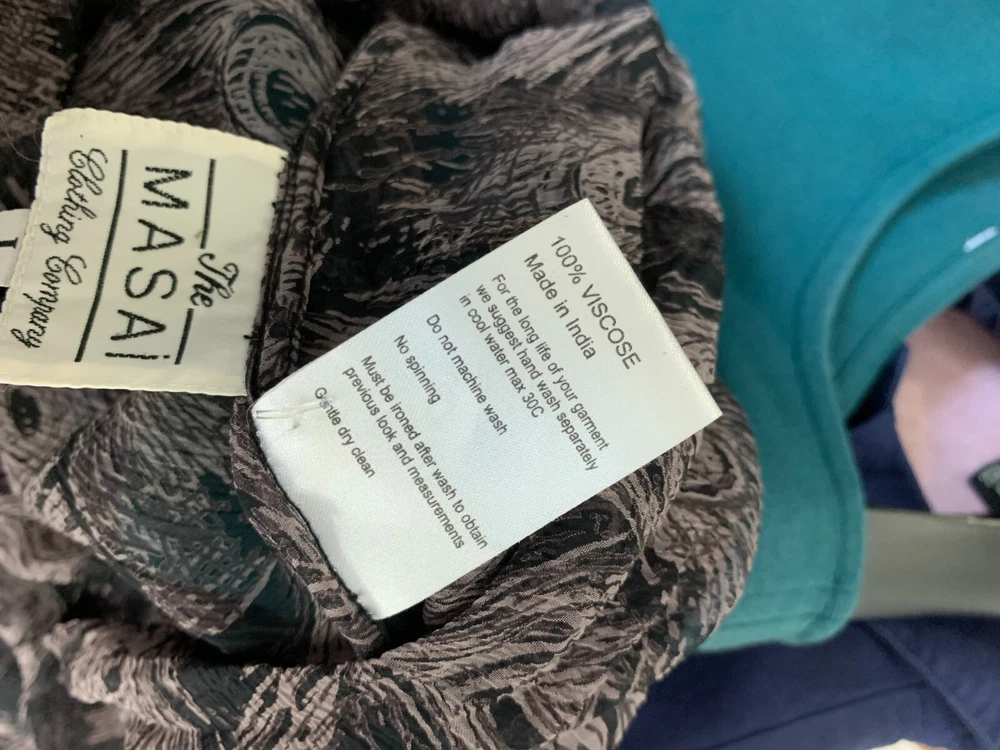 The
MASAi
Clothing Company
100% VISCOSE
Made in India
For the long life of your garment
we suggest hand wash separately
in cool water max 30C
Do not machine wash
No spinning
Must be ironed after wash to obtain
previous look and measurements
Gentle dry clean